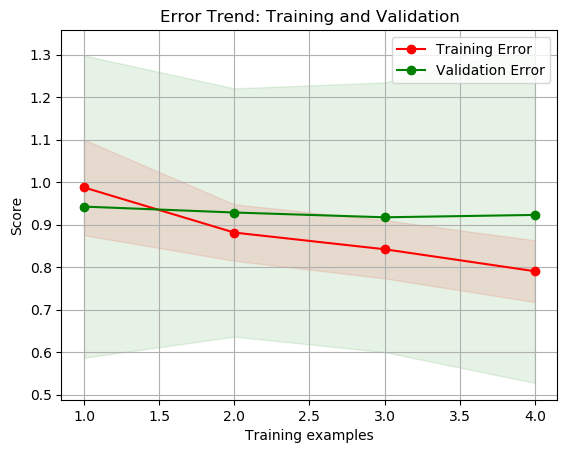 Error Trend: Training and Validation
Training Error
Validation Error
Score
1.3
1.2
1.1
1.0
0.9
0.8
0.7
0.6
0.5
1.0 1.5 2.0 2.5 3.0 3.5 4.0
Training examples